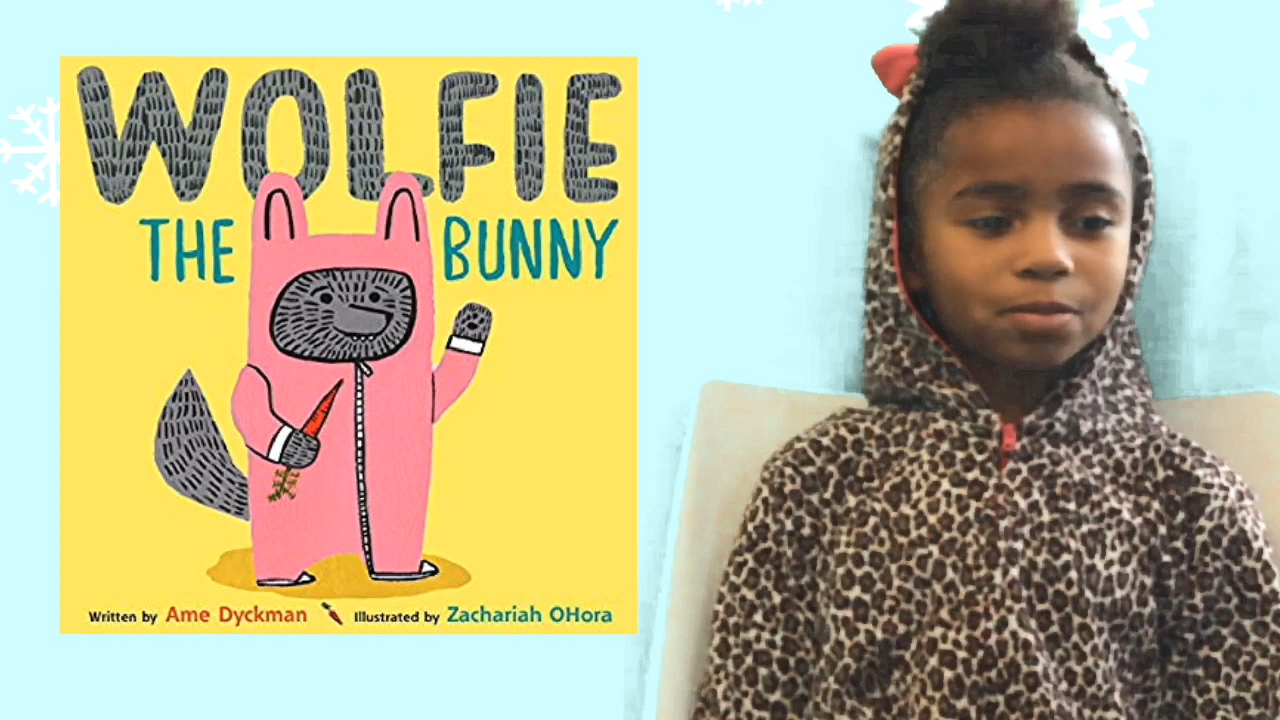 WOLFIE
THE BUNNY
Written by Ame Dyckman Illustrated by Zachariah OHora